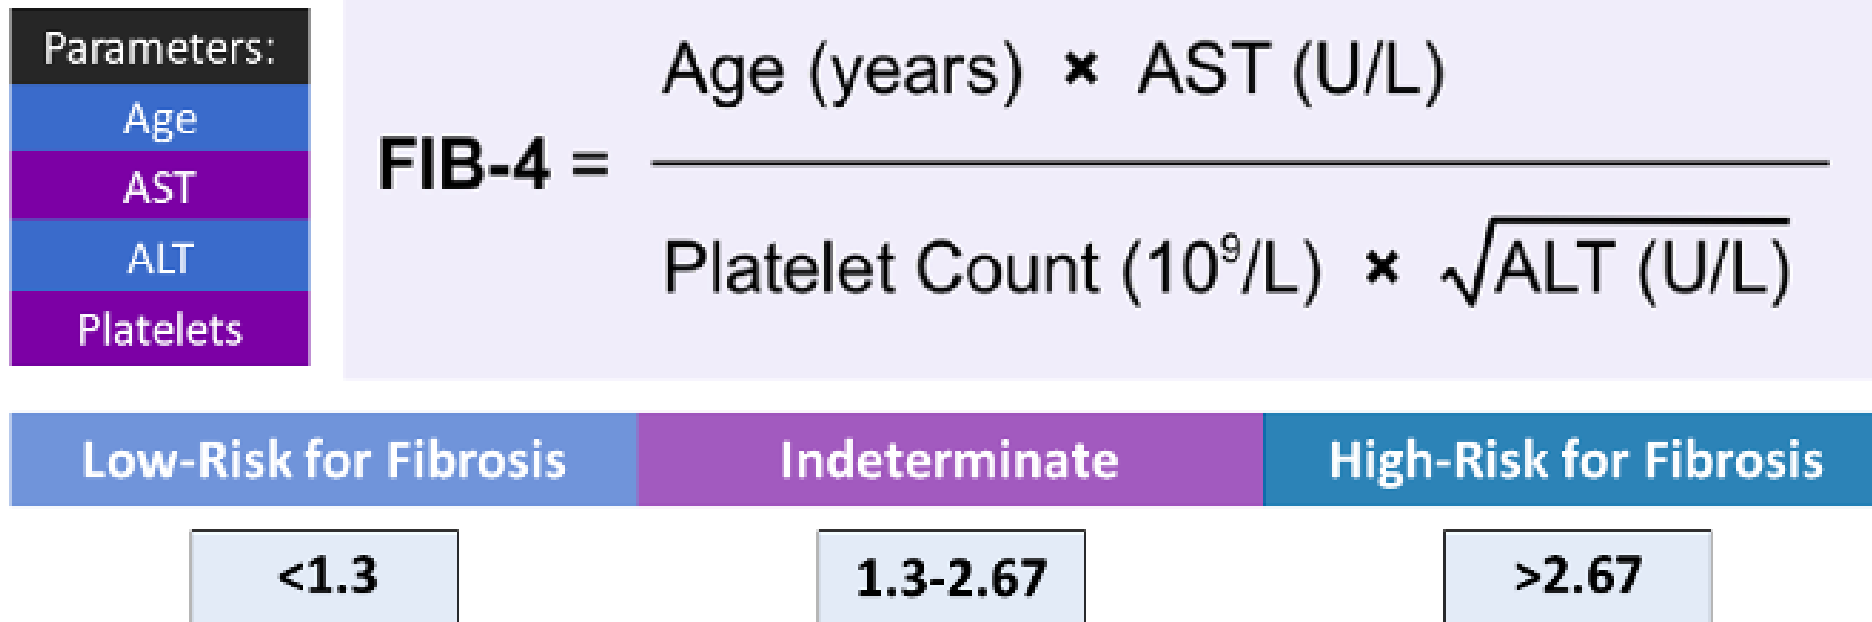 Parameters:
Age
AST
ALT
Platelets
FIB-4 =
Age (years) × AST (U/L)
Platelet Count (10⁹/L) × √ALT (U/L)
Low-Risk for Fibrosis
Indeterminate
High-Risk for Fibrosis
<1.3
1.3-2.67
>2.67